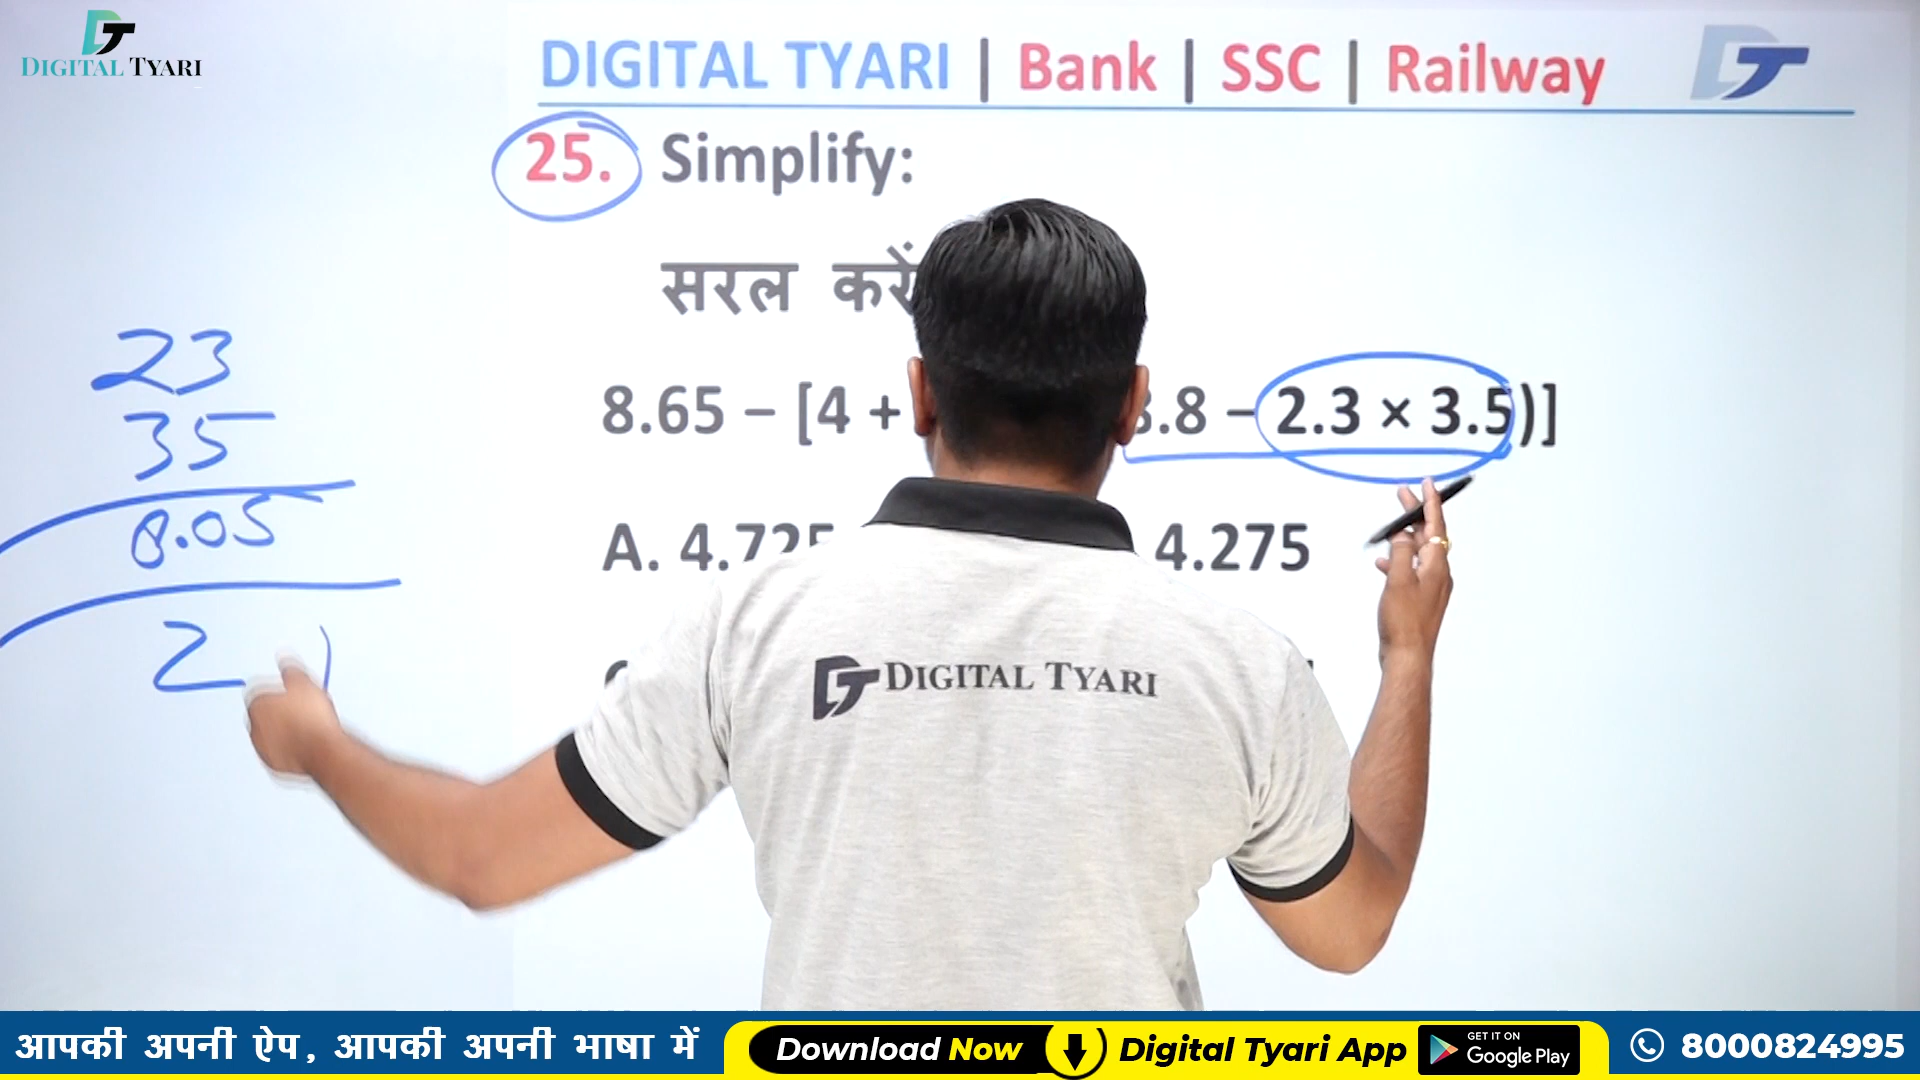 DIGITAL TYARI
DIGITAL TYARI | Bank | SSC | Railway
25. Simplify:
सरल करें
8.65 – [4 + 8.8 – 2.3 × 3.5)]
A. 4.725 4.275
23
35
8.05
2
DIGITAL TYARI
आपकी अपनी ऐप, आपकी अपनी भाषा में
Download Now
Digital Tyari App
GET IT ON
Google Play
8000824995